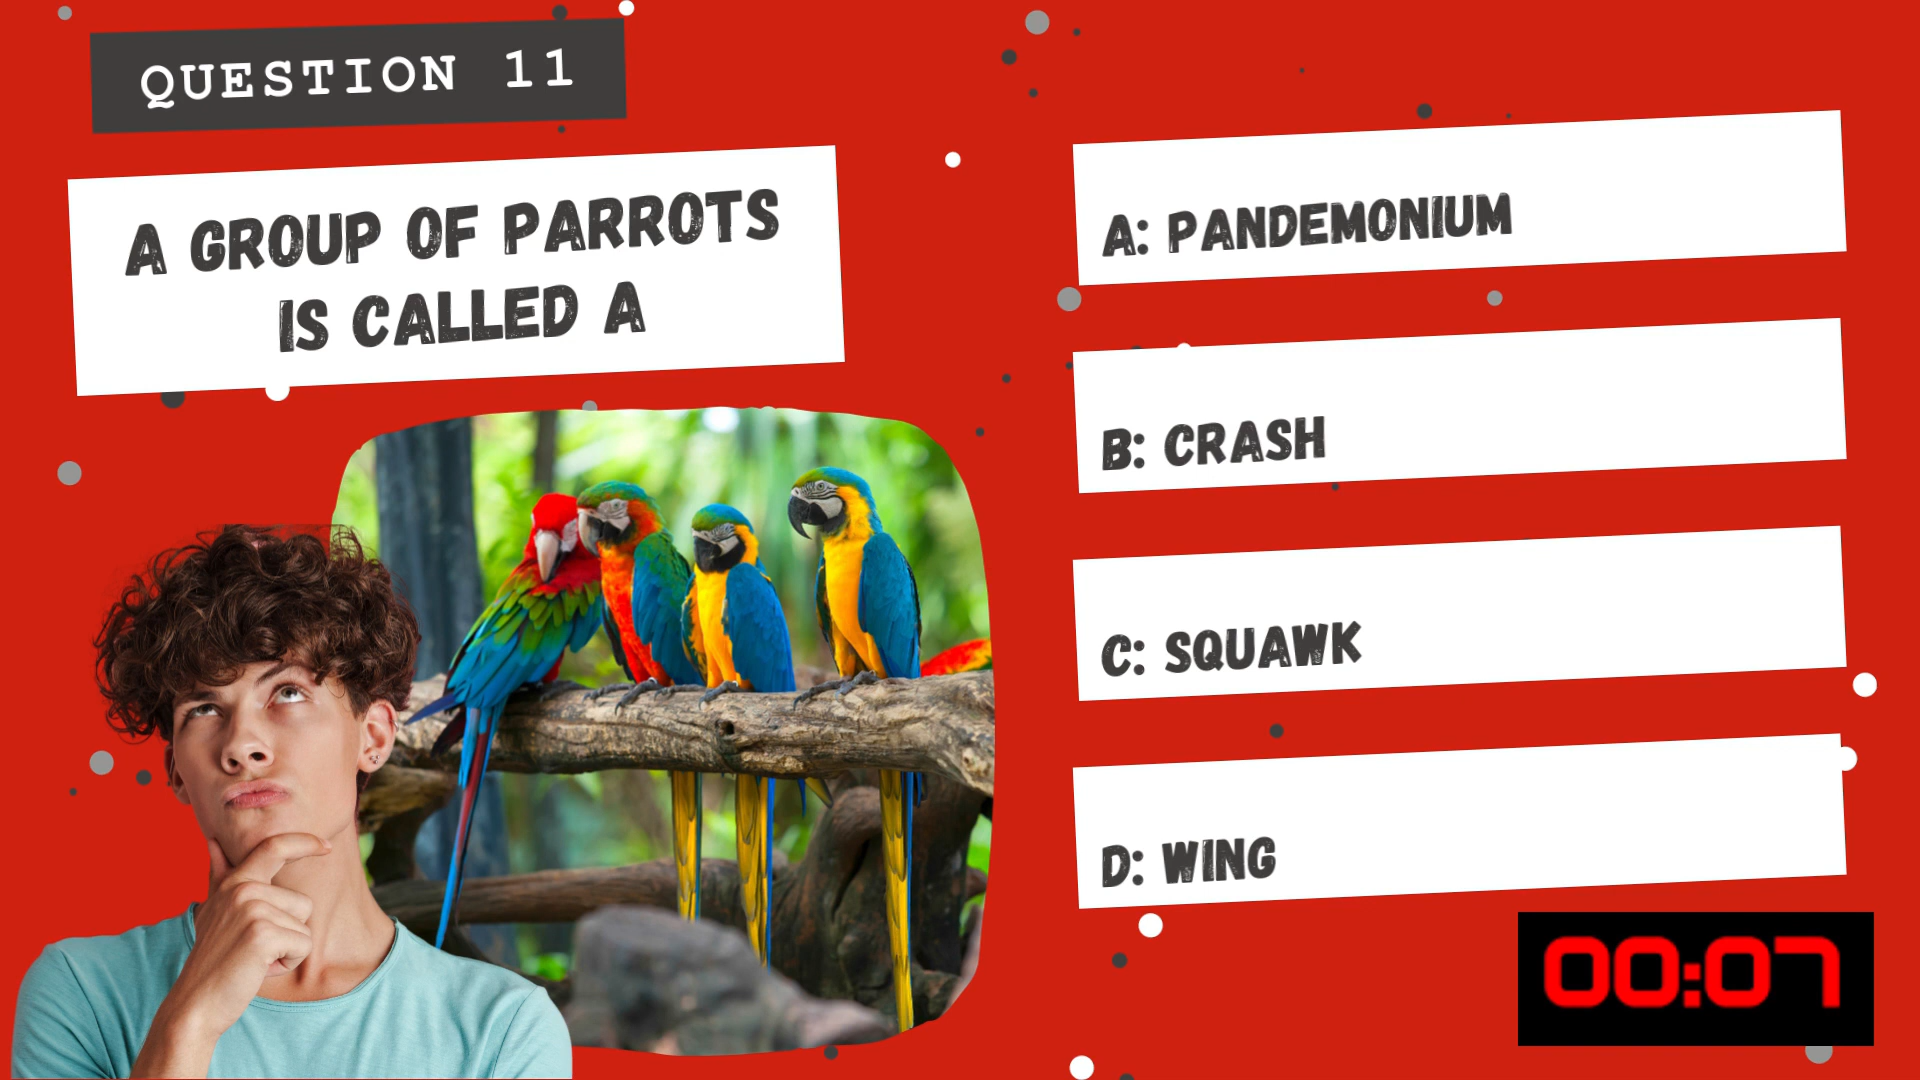 QUESTION 11
A GROUP OF PARROTS
IS CALLED A
A: PANDEMONIUM
B: CRASH
C: SQUAWK
D: WING
00:07